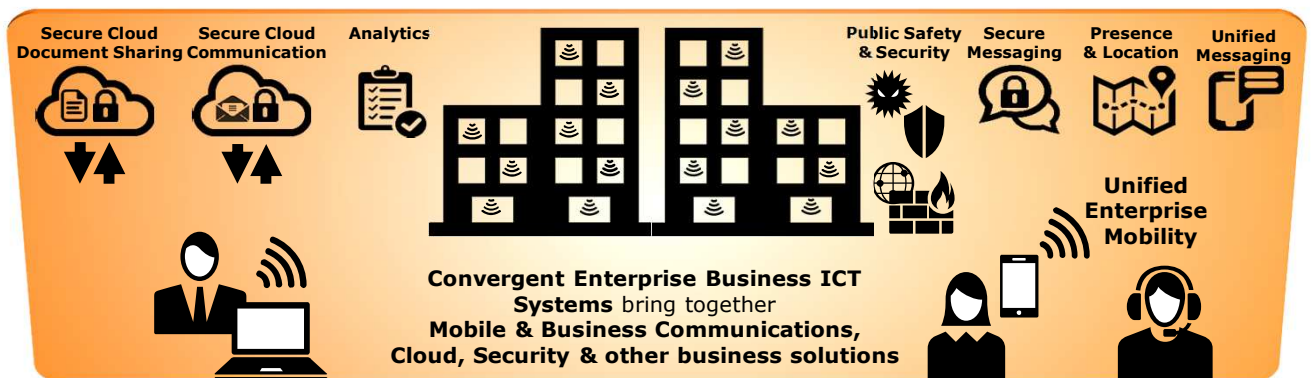 Secure Cloud
Document Sharing
Secure Cloud
Communication
Analytics
Public Safety
& Security
Secure
Messaging
Presence
& Location
Unified
Messaging
Unified
Enterprise
Mobility
Convergent Enterprise Business ICT
Systems bring together
Mobile & Business Communications,
Cloud, Security & other business solutions